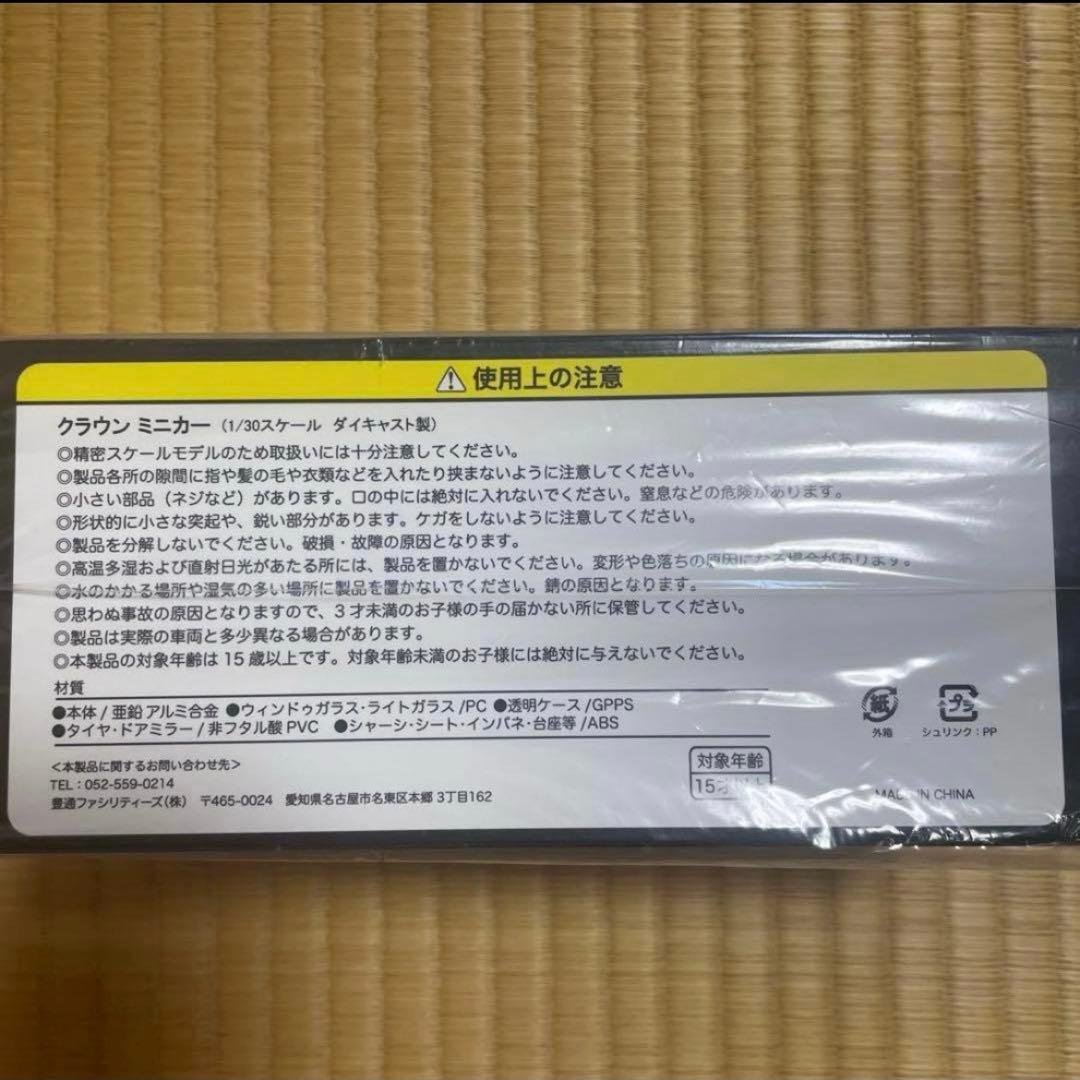 ⚠ 使用上の注意
クラウン ミニカー（1/30スケール ダイキャスト製）
◎精密スケールモデルのため取扱いには十分注意してください。
◎製品各所の隙間に指や髪の毛や衣類などを入れたり挟まないように注意してください。
◎小さい部品（ネジなど）があります。口の中には絶対に入れないでください。窒息などの危険があります。
◎形状的に小さな突起や、鋭い部分があります。ケガをしないように注意してください。
◎製品を分解しないでください。破損・故障の原因となります。
◎高温多湿および直射日光があたる所には、製品を置かないでください。変形や色落ちの原因になる場合があります。
◎水のかかる場所や湿気の多い場所に製品を置かないでください。錆の原因となります。
◎思わぬ事故の原因となりますので、3才未満のお子様の手の届かない所に保管してください。
◎製品は実際の車両と多少異なる場合があります。
◎本製品の対象年齢は15歳以上です。対象年齢未満のお子様には絶対に与えないでください。
材質
●本体/亜鉛 アルミ合金 ●ウィンドゥガラス・ライトガラス/PC ●透明ケース/GPPS
●タイヤ・ドアミラー/非フタル酸PVC ●シャーシ・シート・インパネ・台座等/ABS
紙
外箱
プラ
シュリンク：PP
＜本製品に関するお問い合わせ先＞
TEL：052-559-0214
豊通ファシリティーズ（株） 〒465-0024 愛知県名古屋市名東区本郷3丁目162
対象年齢
15才以上
MADE IN CHINA